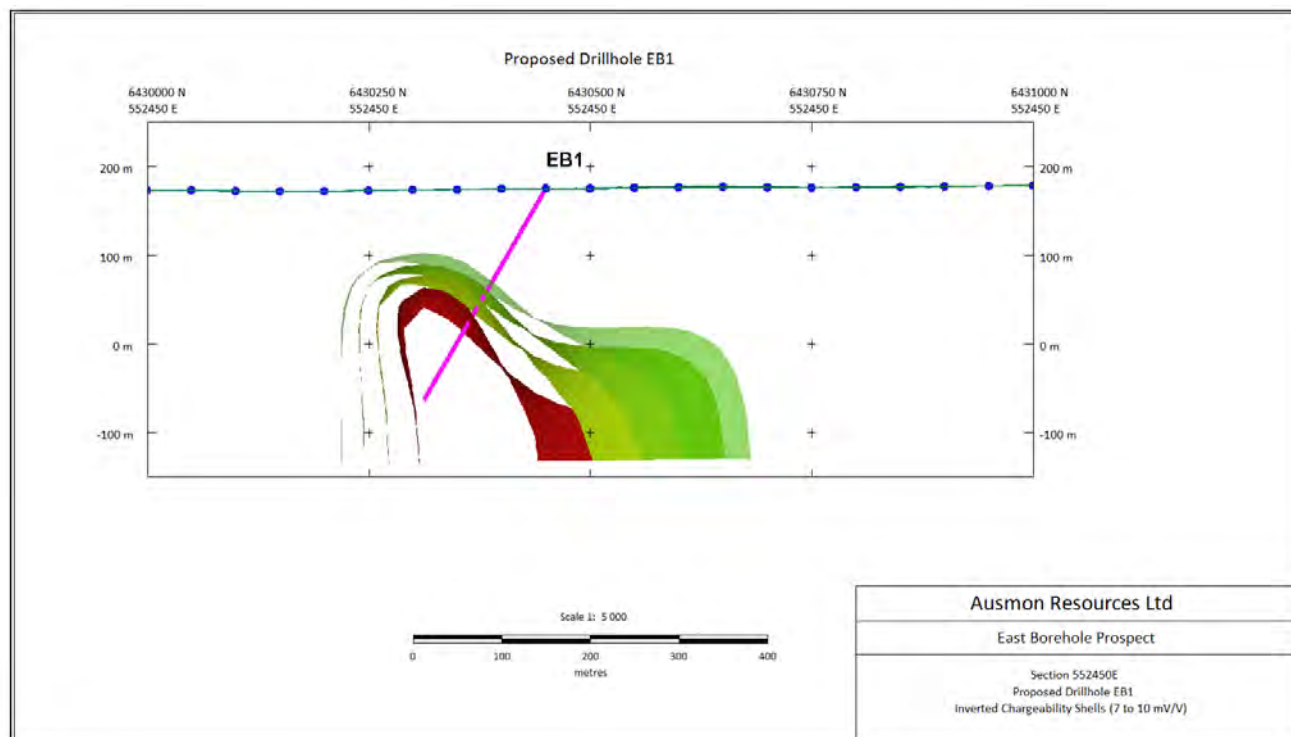 Proposed Drillhole EB1
6430000 N 6430250 N 6430500 N 6430750 N 6431000 N
552450 E 552450 E 552450 E 552450 E 552450 E
EB1
200 m 200 m
100 m 100 m
0 m 0 m
-100 m -100 m
Scale 1: 5 000
0 100 200 300 400
metres
Ausmon Resources Ltd
East Borehole Prospect
Section 552450E
Proposed Drillhole EB1
Inverted Chargeability Shells (7 to 10 mV/V)